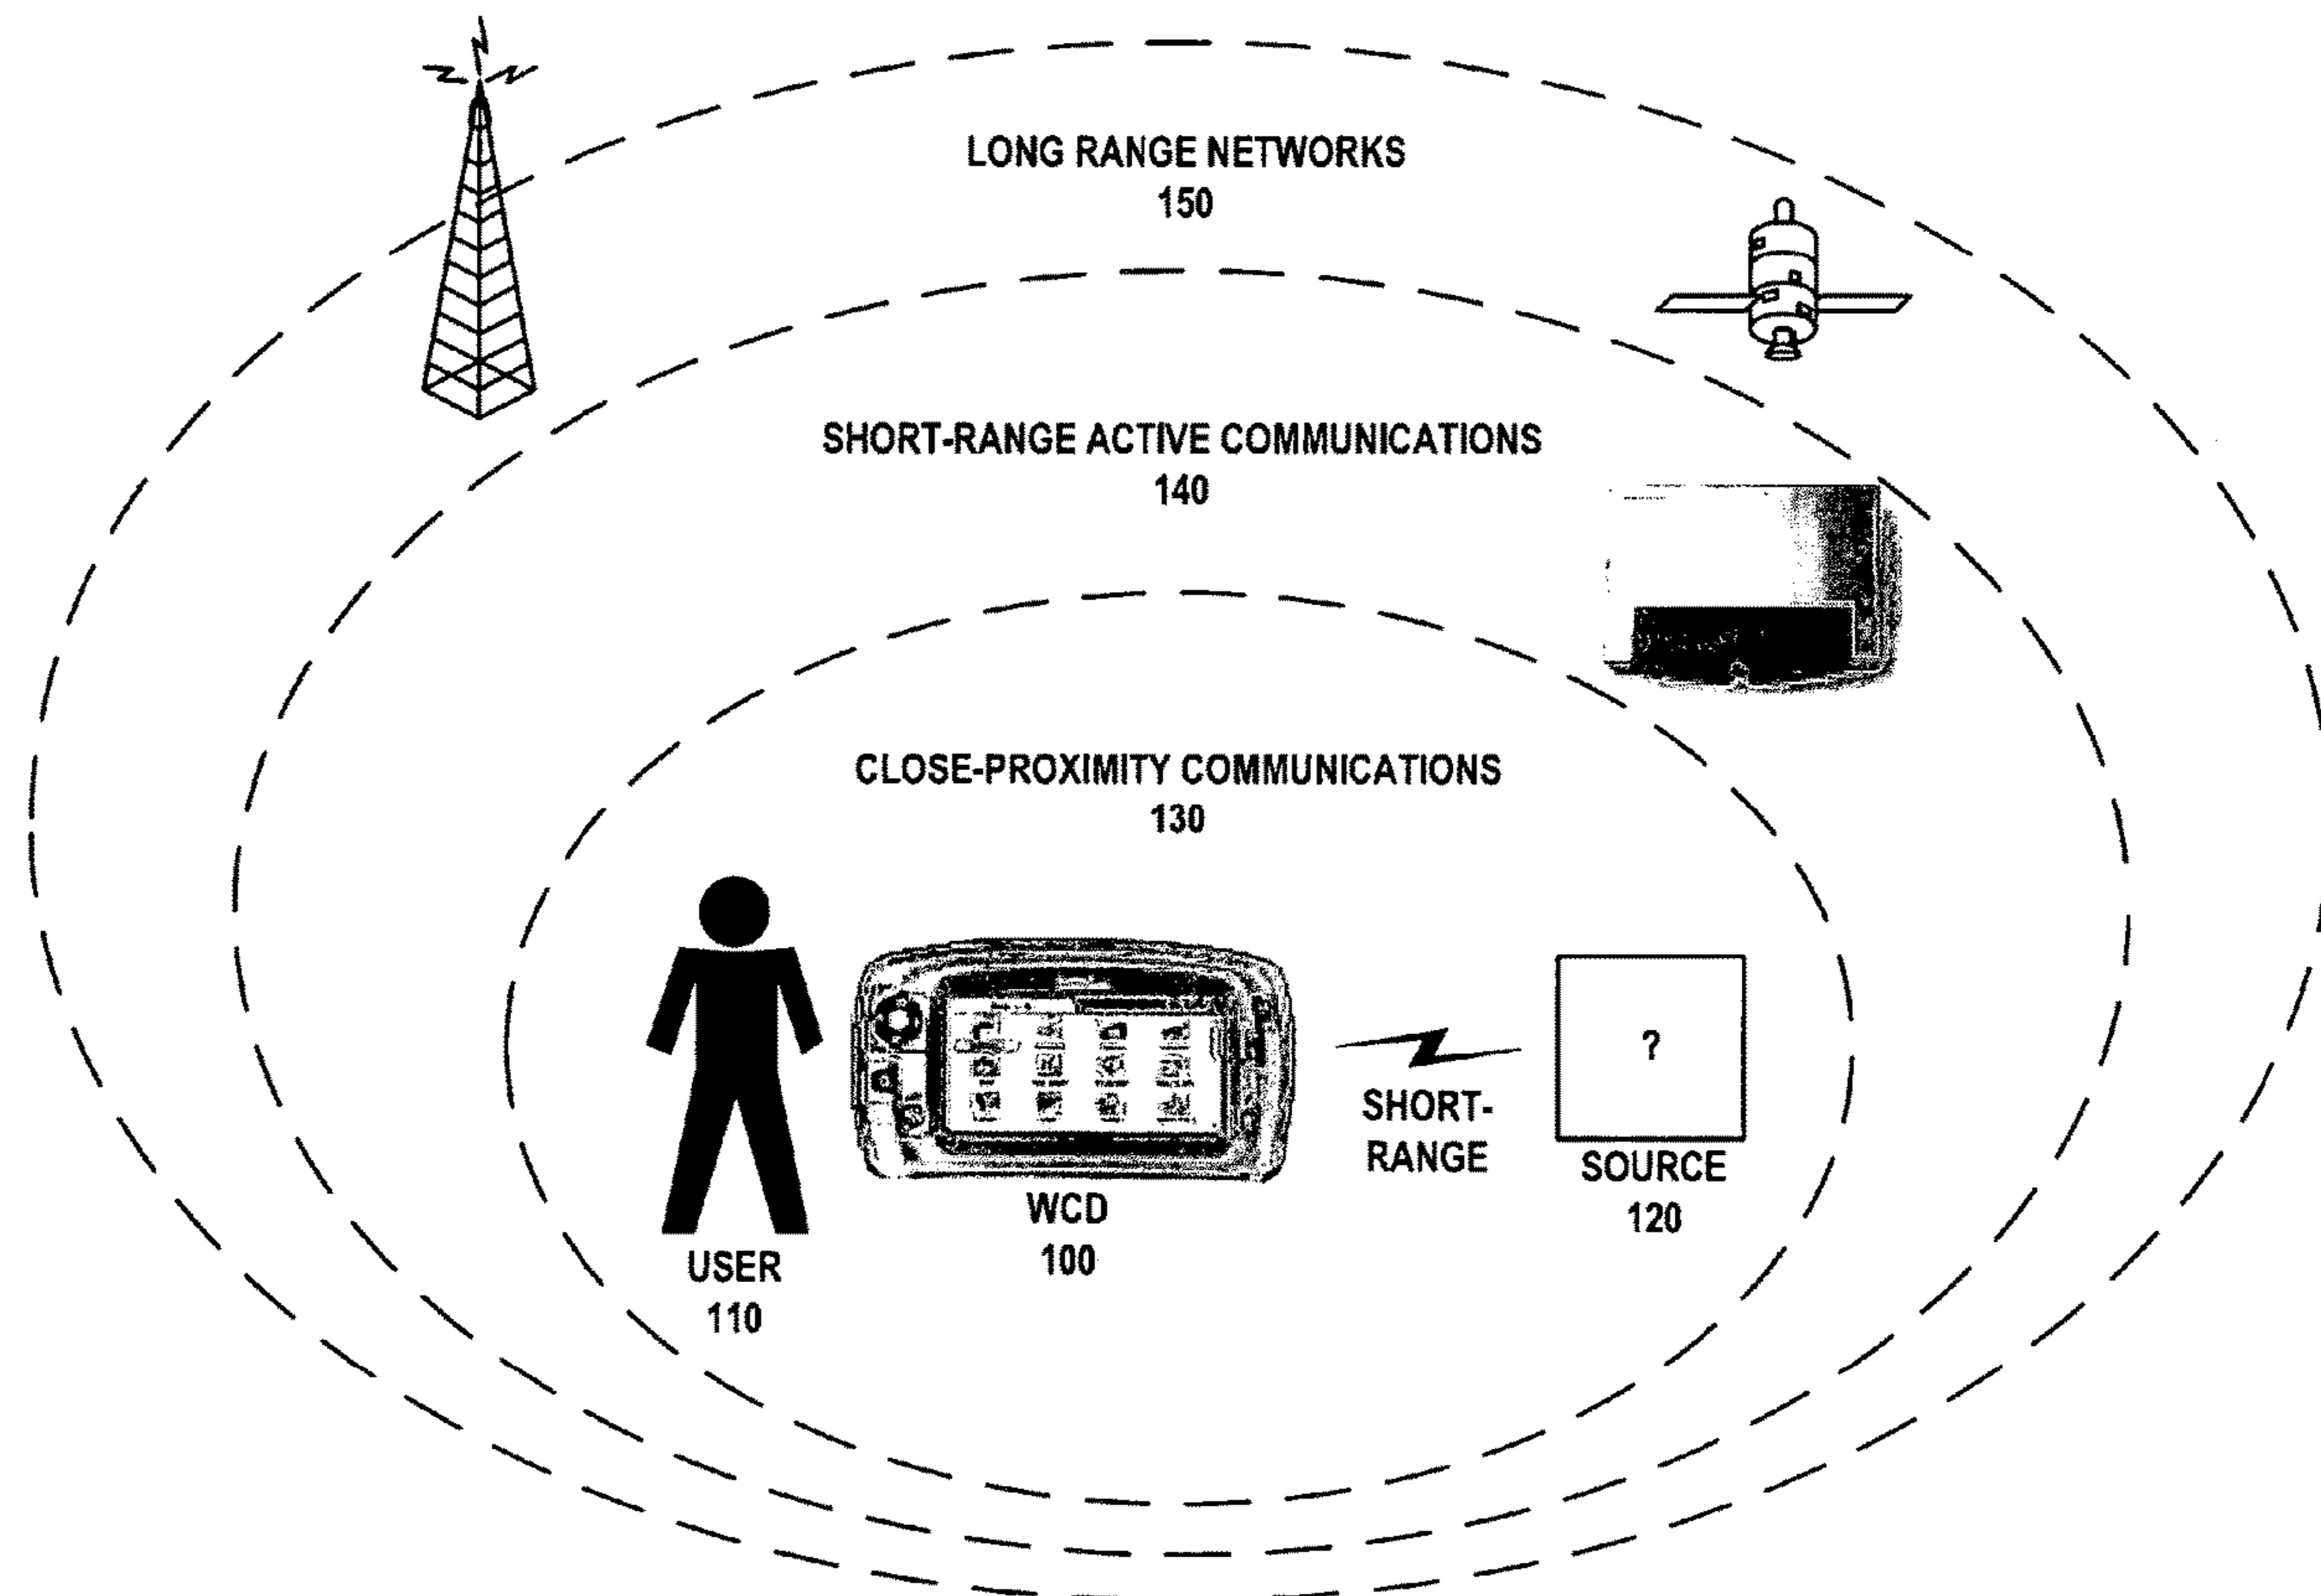 LONG RANGE NETWORKS
150
SHORT-RANGE ACTIVE COMMUNICATIONS
140
CLOSE-PROXIMITY COMMUNICATIONS
130
?
SHORT-
RANGE
SOURCE
120
WCD
100
USER
110